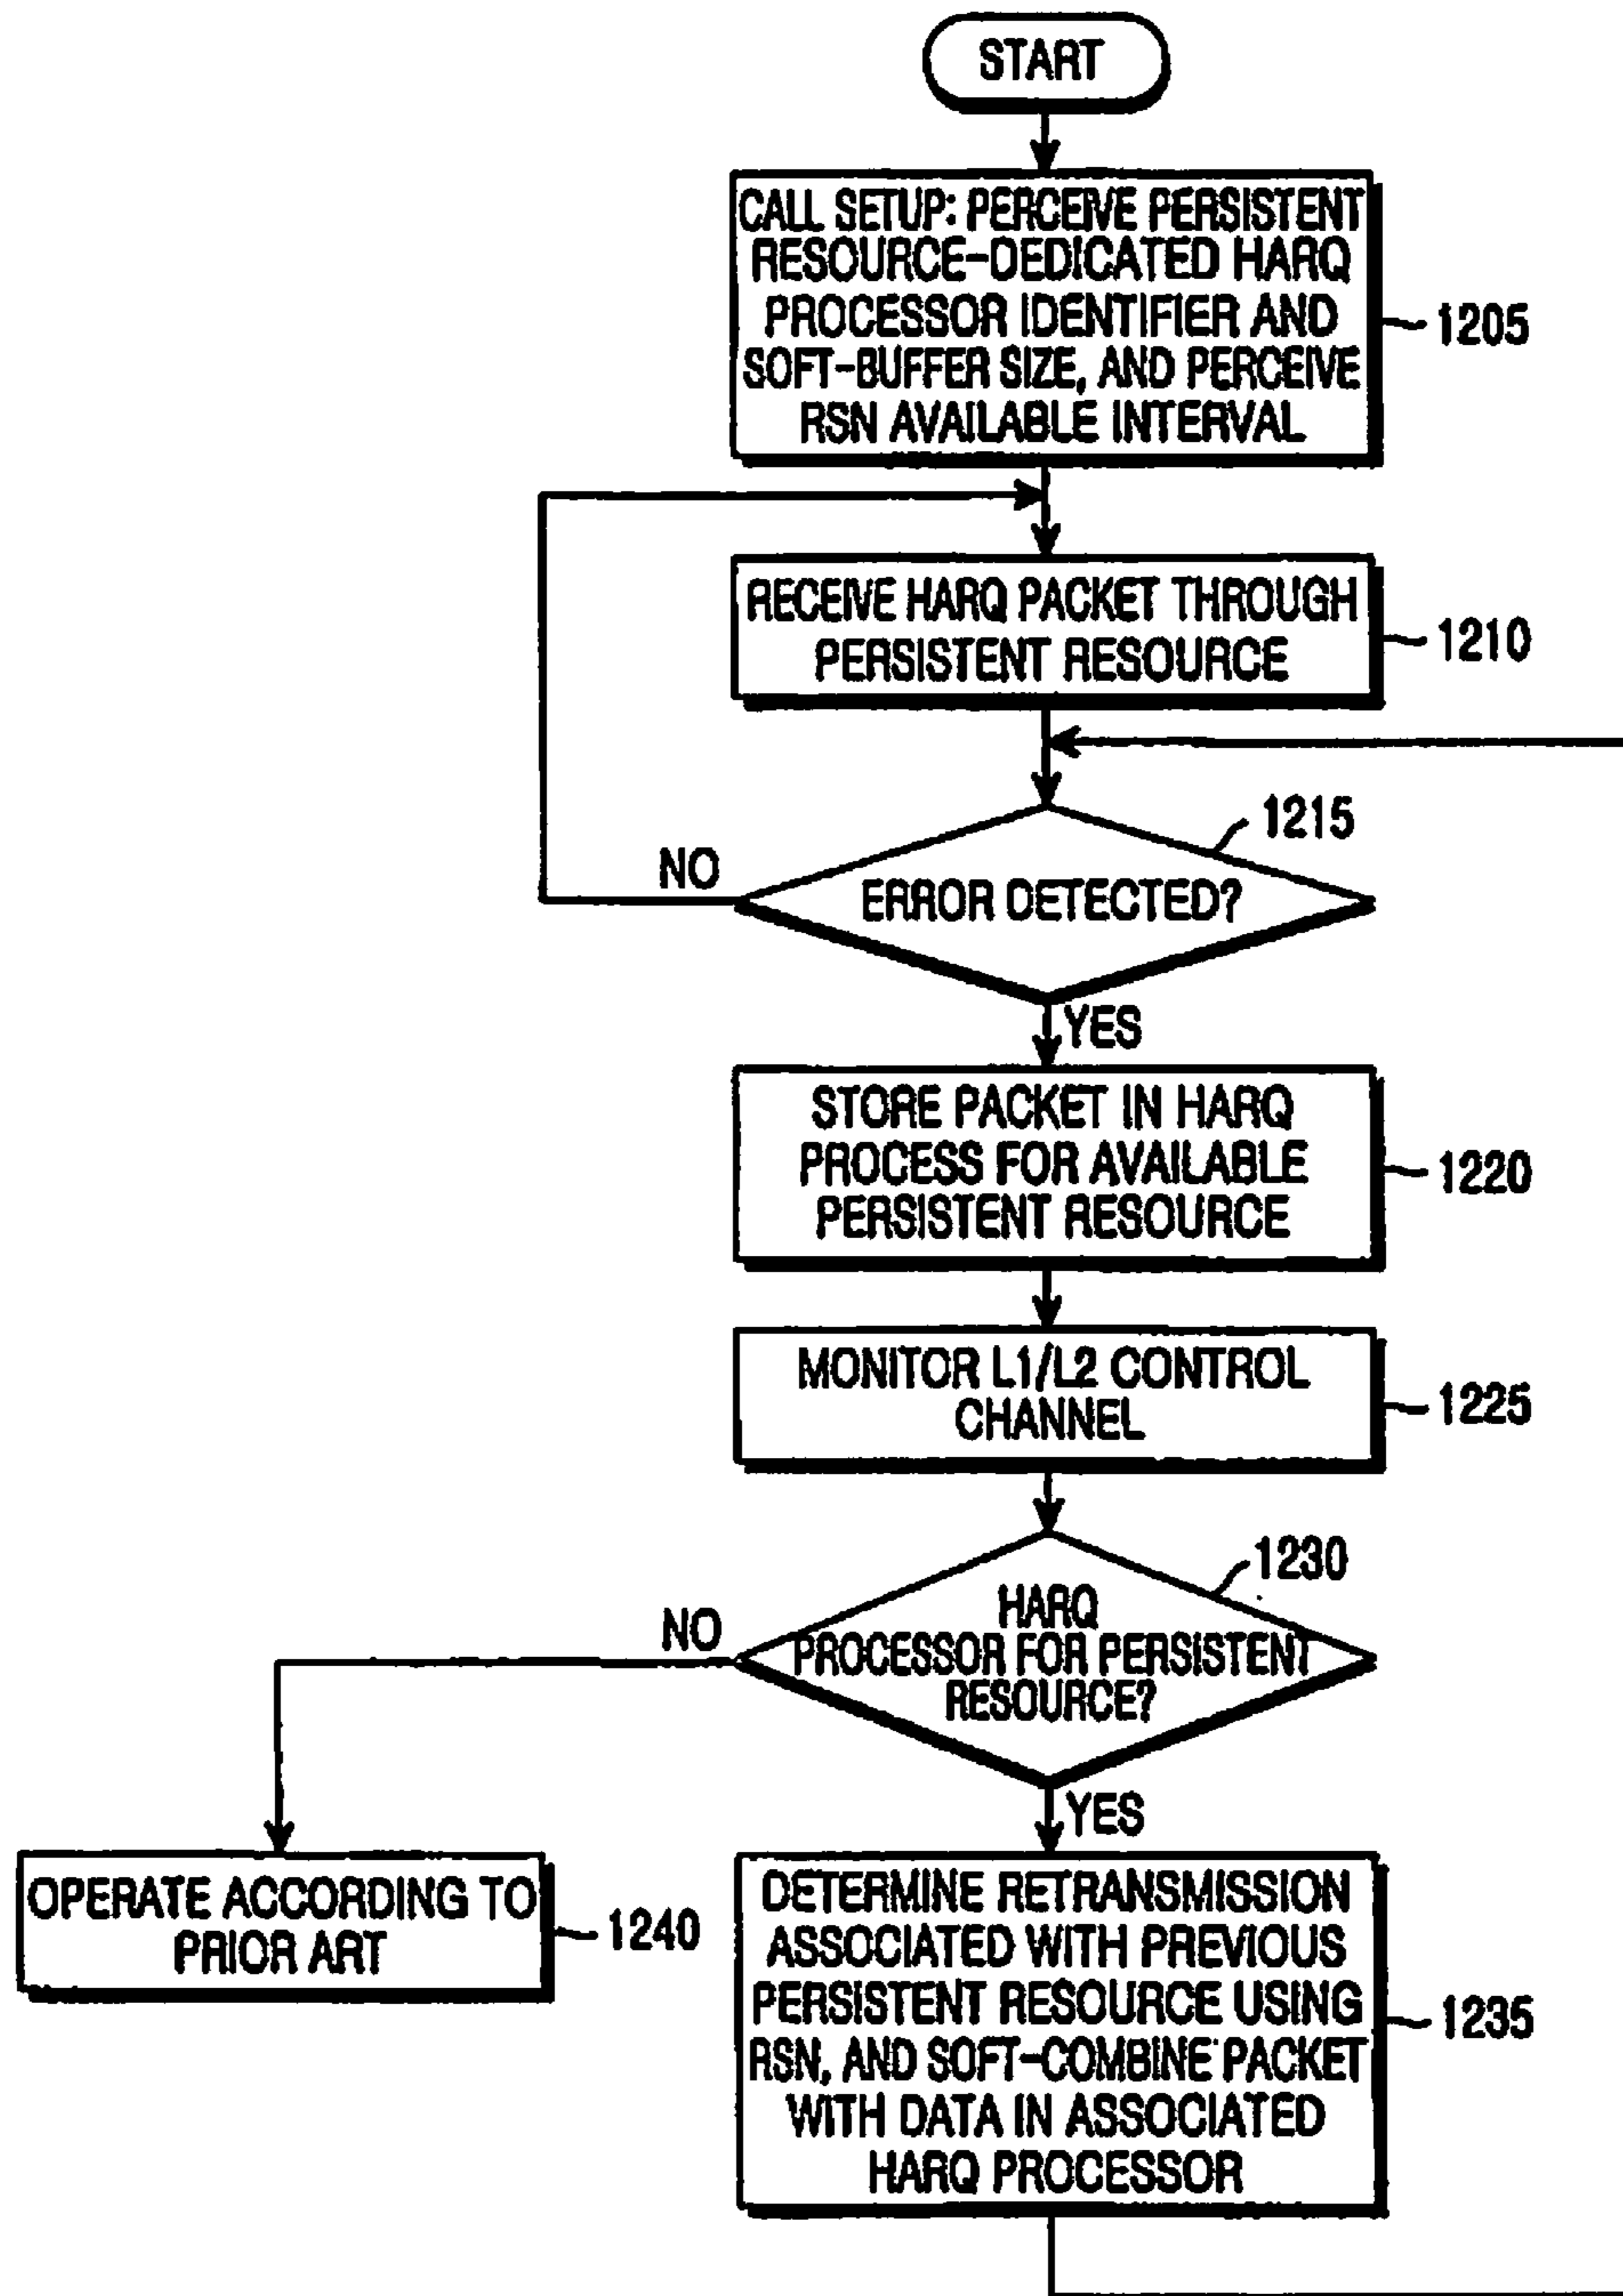 START
CALL SETUP: PERCEIVE PERSISTENT
RESOURCE-DEDICATED HARQ
PROCESSOR IDENTIFIER AND
SOFT-BUFFER SIZE, AND PERCEIVE
RSN AVAILABLE INTERVAL
1205
RECEIVE HARQ PACKET THROUGH
PERSISTENT RESOURCE
1210
1215
NO
ERROR DETECTED?
YES
STORE PACKET IN HARQ
PROCESS FOR AVAILABLE
PERSISTENT RESOURCE
1220
MONITOR L1/L2 CONTROL
CHANNEL
1225
1230
NO
HARQ
PROCESSOR FOR PERSISTENT
RESOURCE?
YES
OPERATE ACCORDING TO
PRIOR ART
1240
DETERMINE RETRANSMISSION
ASSOCIATED WITH PREVIOUS
PERSISTENT RESOURCE USING
RSN, AND SOFT-COMBINE PACKET
WITH DATA IN ASSOCIATED
HARQ PROCESSOR
1235